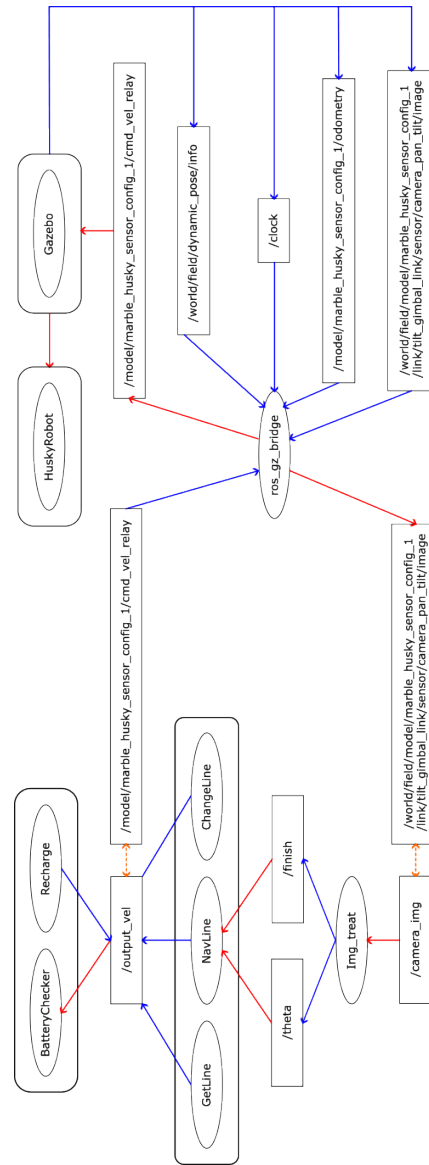 BatteryChecker
Recharge
HuskyRobot
Gazebo
/output_vel
/model/marble_husky_sensor_config_1/cmd_vel_relay
/model/marble_husky_sensor_config_1/cmd_vel_relay
/world/field/dynamic_pose/info
GetLine
NavLine
ChangeLine
ros_gz_bridge
/clock
/theta
/finish
/model/marble_husky_sensor_config_1/odometry
Img_treat
/camera_img
/world/field/model/marble_husky_sensor_config_1
/link/tilt_gimbal_link/sensor/camera_pan_tilt/image
/world/field/model/marble_husky_sensor_config_1
/link/tilt_gimbal_link/sensor/camera_pan_tilt/image